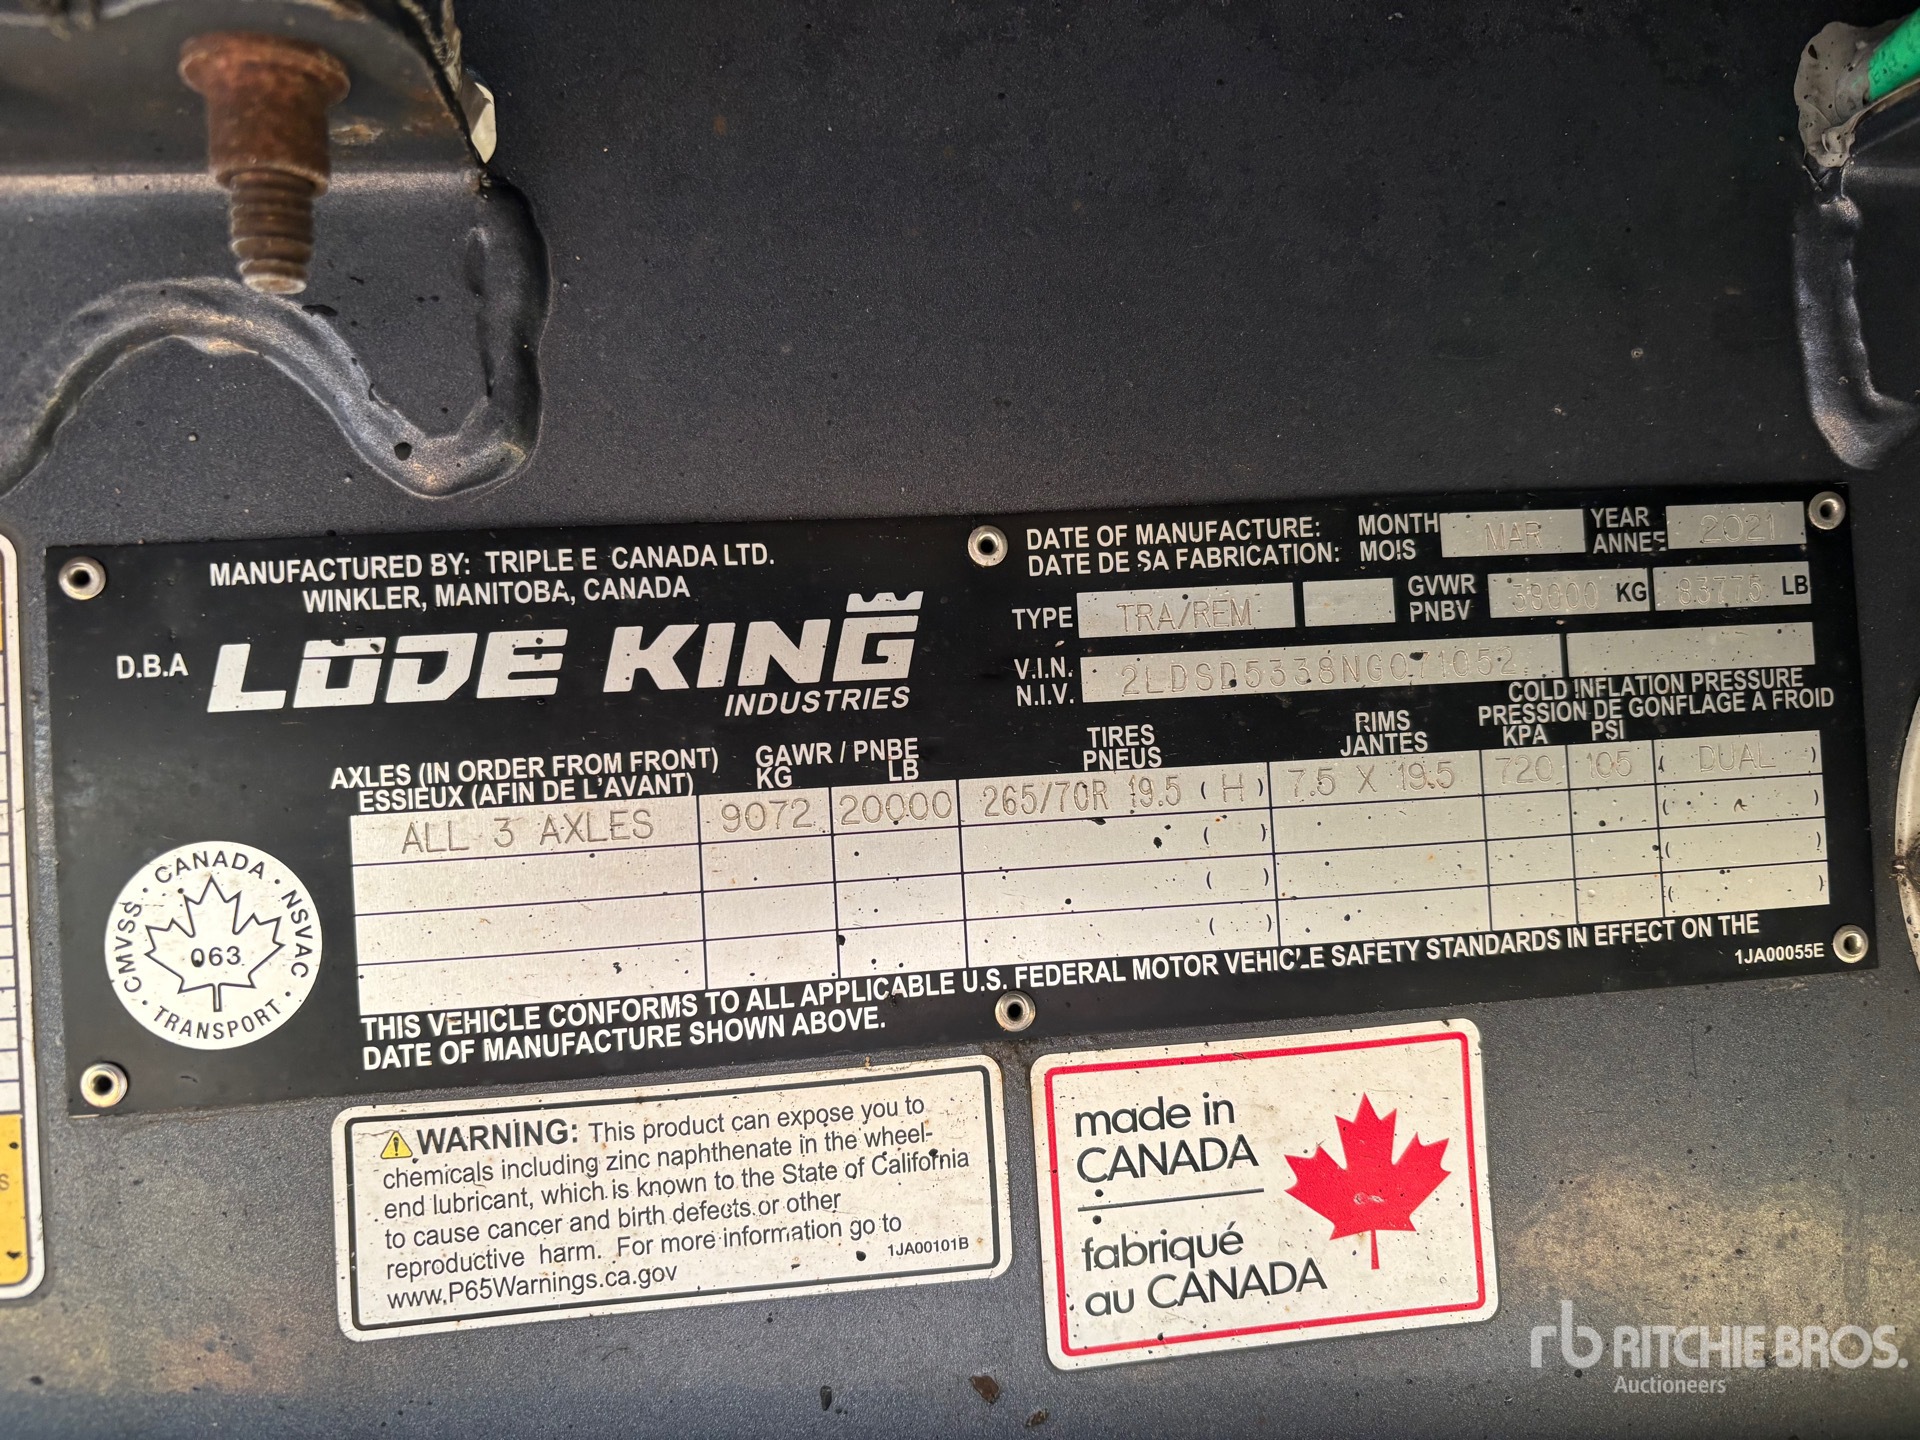 MANUFACTURED BY: TRIPLE E CANADA LTD.
WINKLER, MANITOBA, CANADA
D.B.A LODE KING
INDUSTRIES
DATE OF MANUFACTURE: MONTH MAR YEAR 2021
DATE DE SA FABRICATION: MOIS ANNEE
TYPE TRA/REM GVWR 38000 KG 83775 LB
PNBV
V.I.N. 2LDSD5338NG071052
N.I.V.
COLD INFLATION PRESSURE
PRESSION DE GONFLAGE A FROID
AXLES (IN ORDER FROM FRONT) GAWR / PNBE TIRES RIMS
ESSIEUX (AFIN DE L'AVANT) KG LB PNEUS JANTES KPA PSI
ALL 3 AXLES 9072 20000 265/70R 19.5 ( H ) 7.5 X 19.5 720 105 ( DUAL )
( ) ( )
( ) ( )
( ) ( )
CMVSS · CANADA · NSVAC · TRANSPORT ·
063
THIS VEHICLE CONFORMS TO ALL APPLICABLE U.S. FEDERAL MOTOR VEHICLE SAFETY STANDARDS IN EFFECT ON THE
DATE OF MANUFACTURE SHOWN ABOVE.
1JA00055E
WARNING: This product can expose you to
chemicals including zinc naphthenate in the wheel-
end lubricant, which is known to the State of California
to cause cancer and birth defects or other
reproductive harm. For more information go to
www.P65Warnings.ca.gov
1JA00101B
made in
CANADA
fabriqué
au CANADA
S
rb RITCHIE BROS.
Auctioneers